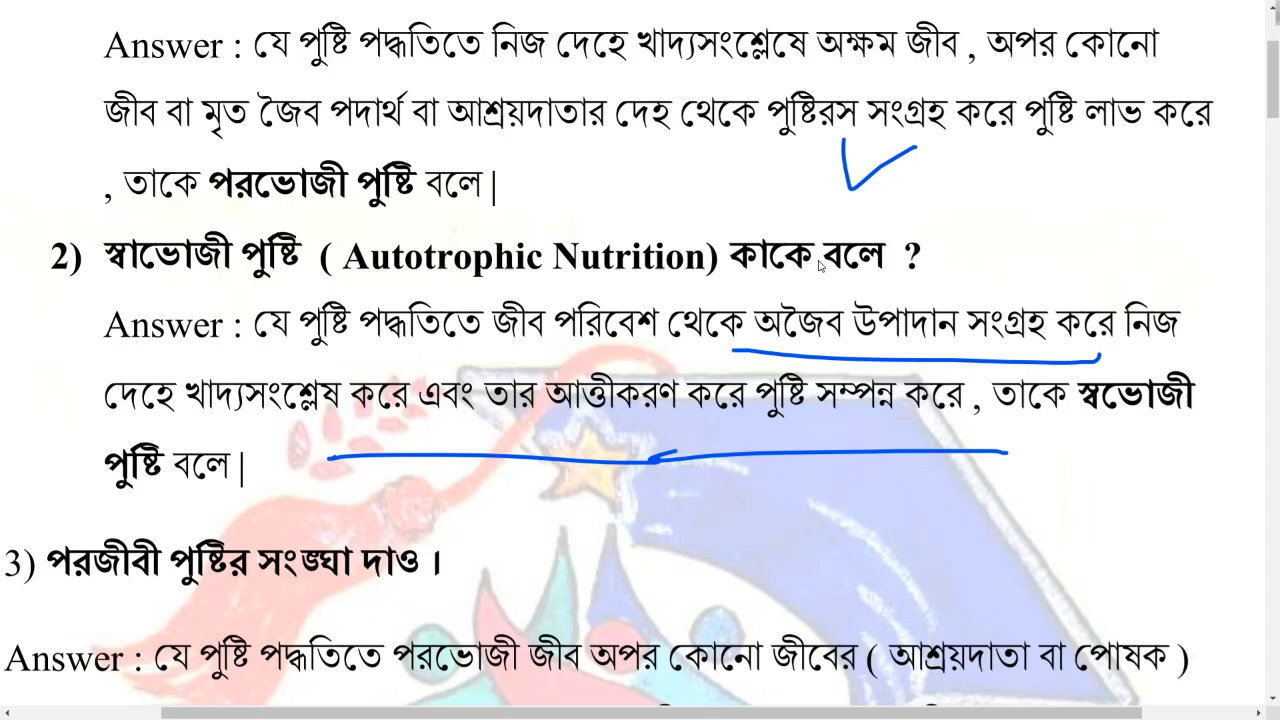 Answer : যে পুষ্টি পদ্ধতিতে নিজ দেহে খাদ্যসংশ্লেষে অক্ষম জীব , অপর কোনো
জীব বা মৃত জৈব পদার্থ বা আশ্রয়দাতার দেহ থেকে পুষ্টিরস সংগ্রহ করে পুষ্টি লাভ করে
, তাকে পরভোজী পুষ্টি বলে|
2) স্বাভোজী পুষ্টি ( Autotrophic Nutrition) কাকে বলে ?
Answer : যে পুষ্টি পদ্ধতিতে জীব পরিবেশ থেকে অজৈব উপাদান সংগ্রহ করে নিজ
দেহে খাদ্যসংশ্লেষ করে এবং তার আত্তীকরণ করে পুষ্টি সম্পন্ন করে , তাকে স্বভোজী
পুষ্টি বলে|
3) পরজীবী পুষ্টির সংজ্ঘা দাও ।
Answer : যে পুষ্টি পদ্ধতিতে পরভোজী জীব অপর কোনো জীবের ( আশ্রয়দাতা বা পোষক )